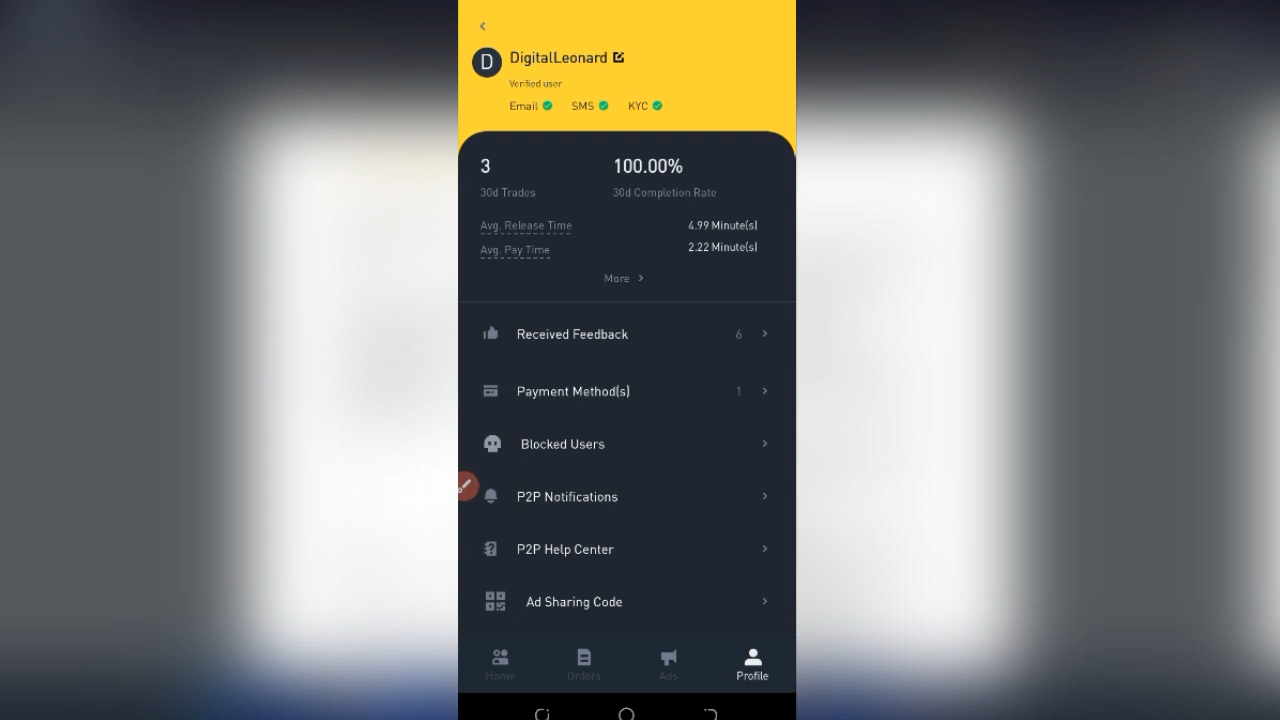 D
DigitalLeonard
Verified user
Email SMS KYC
3 100.00%
30d Trades 30d Completion Rate
Avg. Release Time 4.99 Minute(s)
Avg. Pay Time 2.22 Minute(s)
More
Received Feedback 6
Payment Method(s) 1
Blocked Users
P2P Notifications
P2P Help Center
Ad Sharing Code
Home Orders Ads Profile